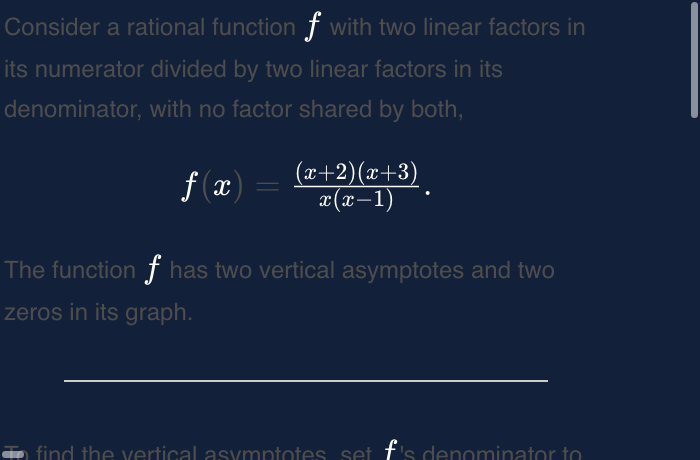 Consider a rational function f with two linear factors in
its numerator divided by two linear factors in its
denominator, with no factor shared by both,
f(x) = (x+2)(x+3) / x(x−1) .
The function f has two vertical asymptotes and two
zeros in its graph.
To find the vertical asymptotes, set f's denominator to